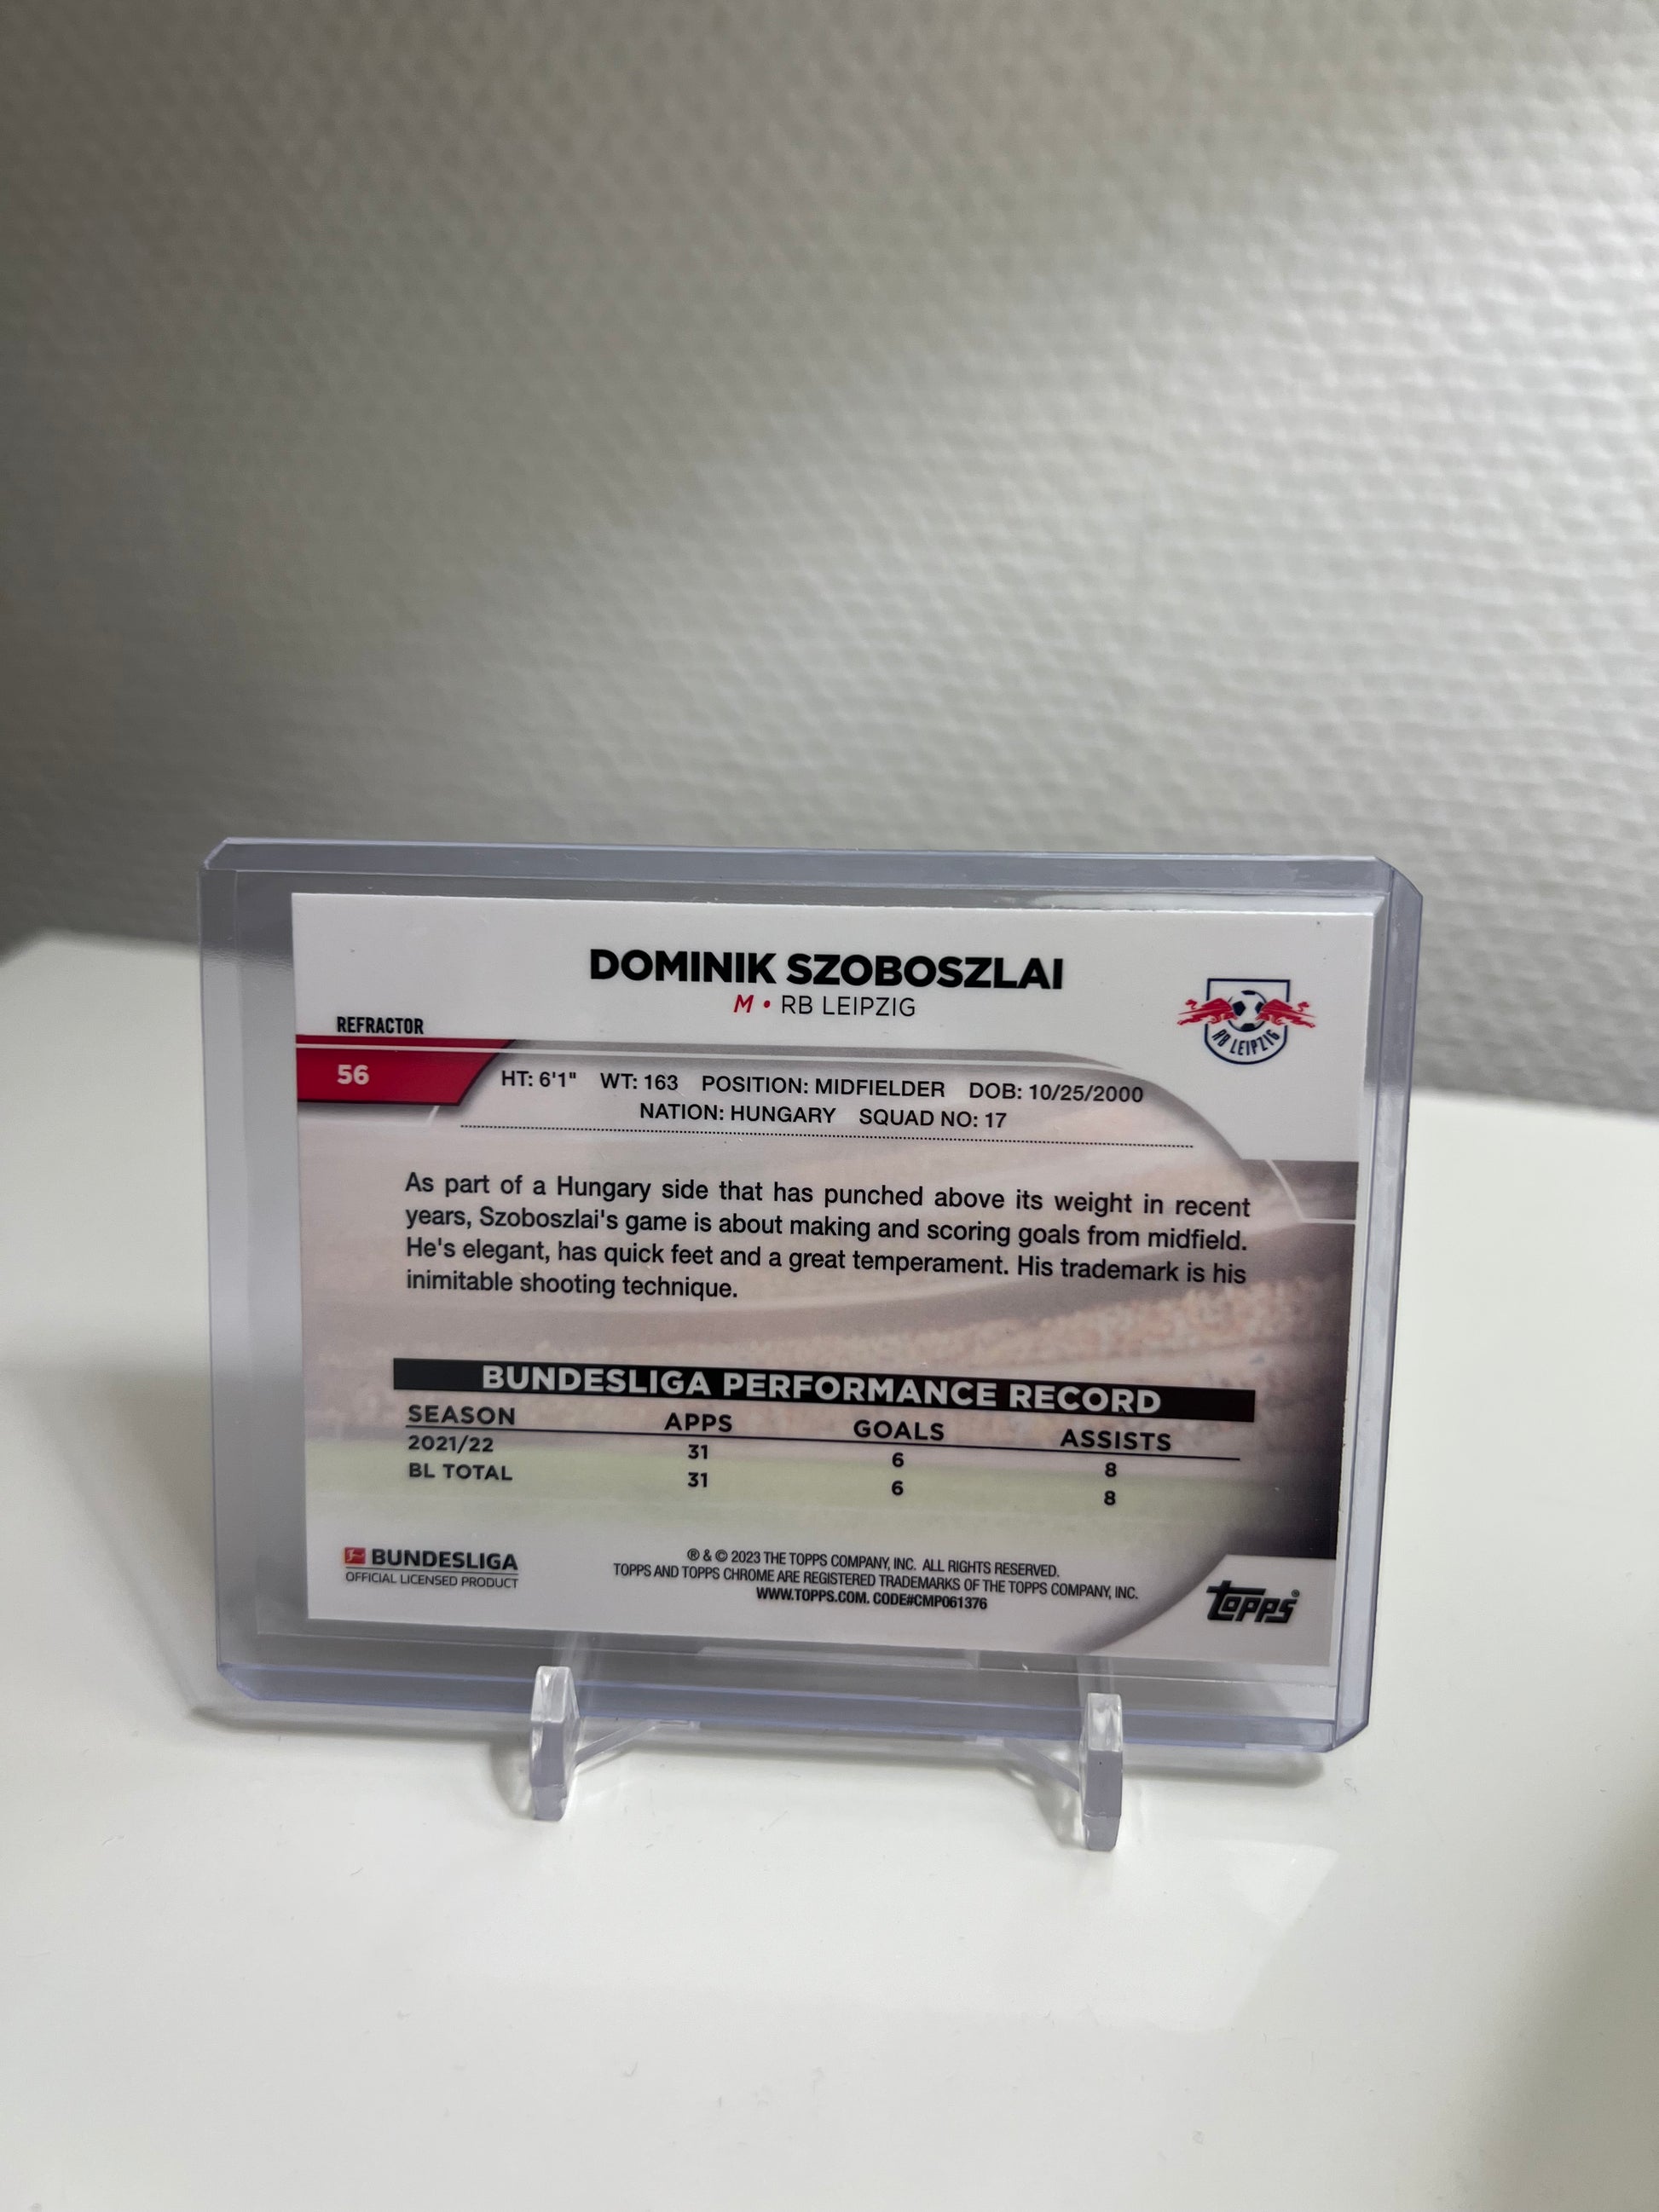 DOMINIK SZOBOSZLAI
M • RB LEIPZIG
RB LEIPZIG
REFRACTOR
56
HT: 6'1" WT: 163 POSITION: MIDFIELDER DOB: 10/25/2000
NATION: HUNGARY SQUAD NO: 17
As part of a Hungary side that has punched above its weight in recent
years, Szoboszlai's game is about making and scoring goals from midfield.
He's elegant, has quick feet and a great temperament. His trademark is his
inimitable shooting technique.
BUNDESLIGA PERFORMANCE RECORD
SEASON APPS GOALS ASSISTS
2021/22 31 6 8
BL TOTAL 31 6 8
BUNDESLIGA
OFFICIAL LICENSED PRODUCT
® & © 2023 THE TOPPS COMPANY, INC. ALL RIGHTS RESERVED.
TOPPS AND TOPPS CHROME ARE REGISTERED TRADEMARKS OF THE TOPPS COMPANY, INC.
WWW.TOPPS.COM. CODE#CMP061376
topps®